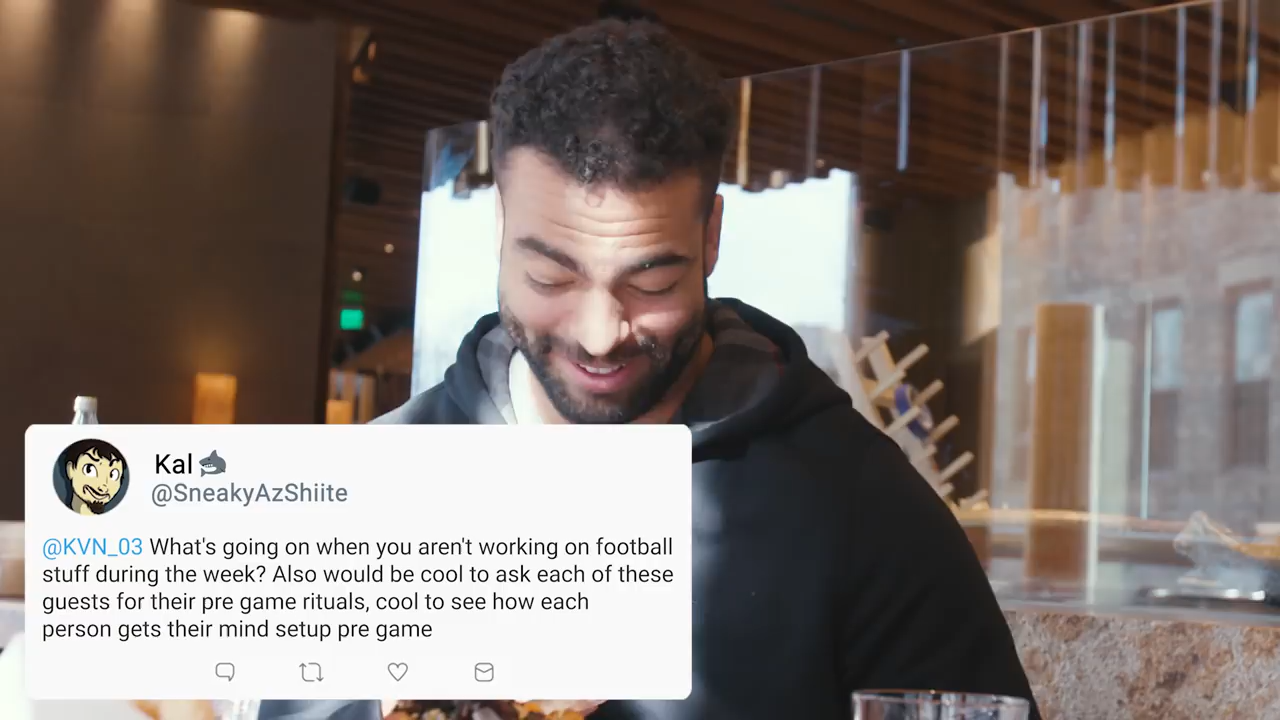 Kal
@SneakyAzShiite
@KVN_03 What's going on when you aren't working on football
stuff during the week? Also would be cool to ask each of these
guests for their pre game rituals, cool to see how each
person gets their mind setup pre game